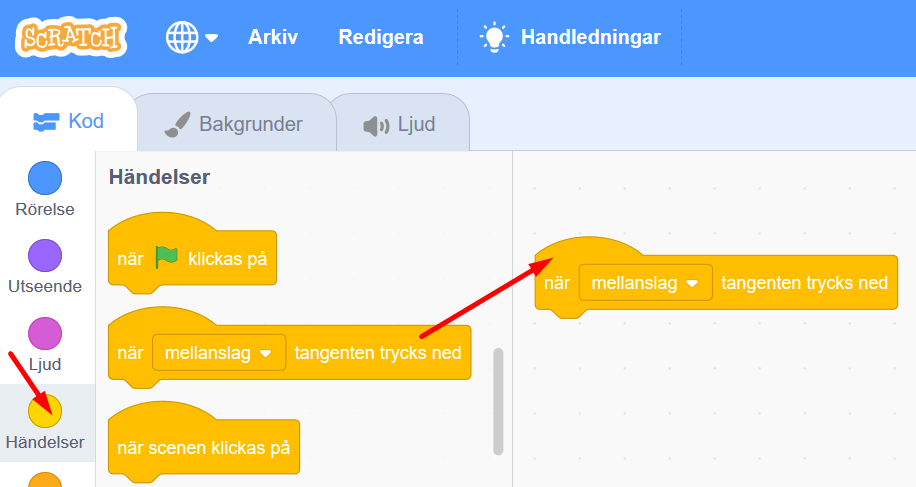 SCRATCH Arkiv Redigera Handledningar
Kod Bakgrunder Ljud
Rörelse
Utseende
Ljud
Händelser
Händelser
när klickas på
när mellanslag tangenten trycks ned
när scenen klickas på
när mellanslag tangenten trycks ned